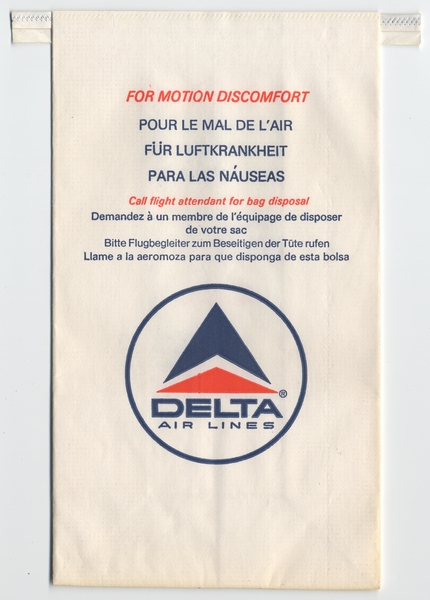 FOR MOTION DISCOMFORT
POUR LE MAL DE L'AIR
FÜR LUFTKRANKHEIT
PARA LAS NÁUSEAS
Call flight attendant for bag disposal
Demandez à un membre de l'équipage de disposer
de votre sac
Bitte Flugbegleiter zum Beseitigen der Tüte rufen
Llame a la aeromoza para que disponga de esta bolsa
DELTA®
AIR LINES